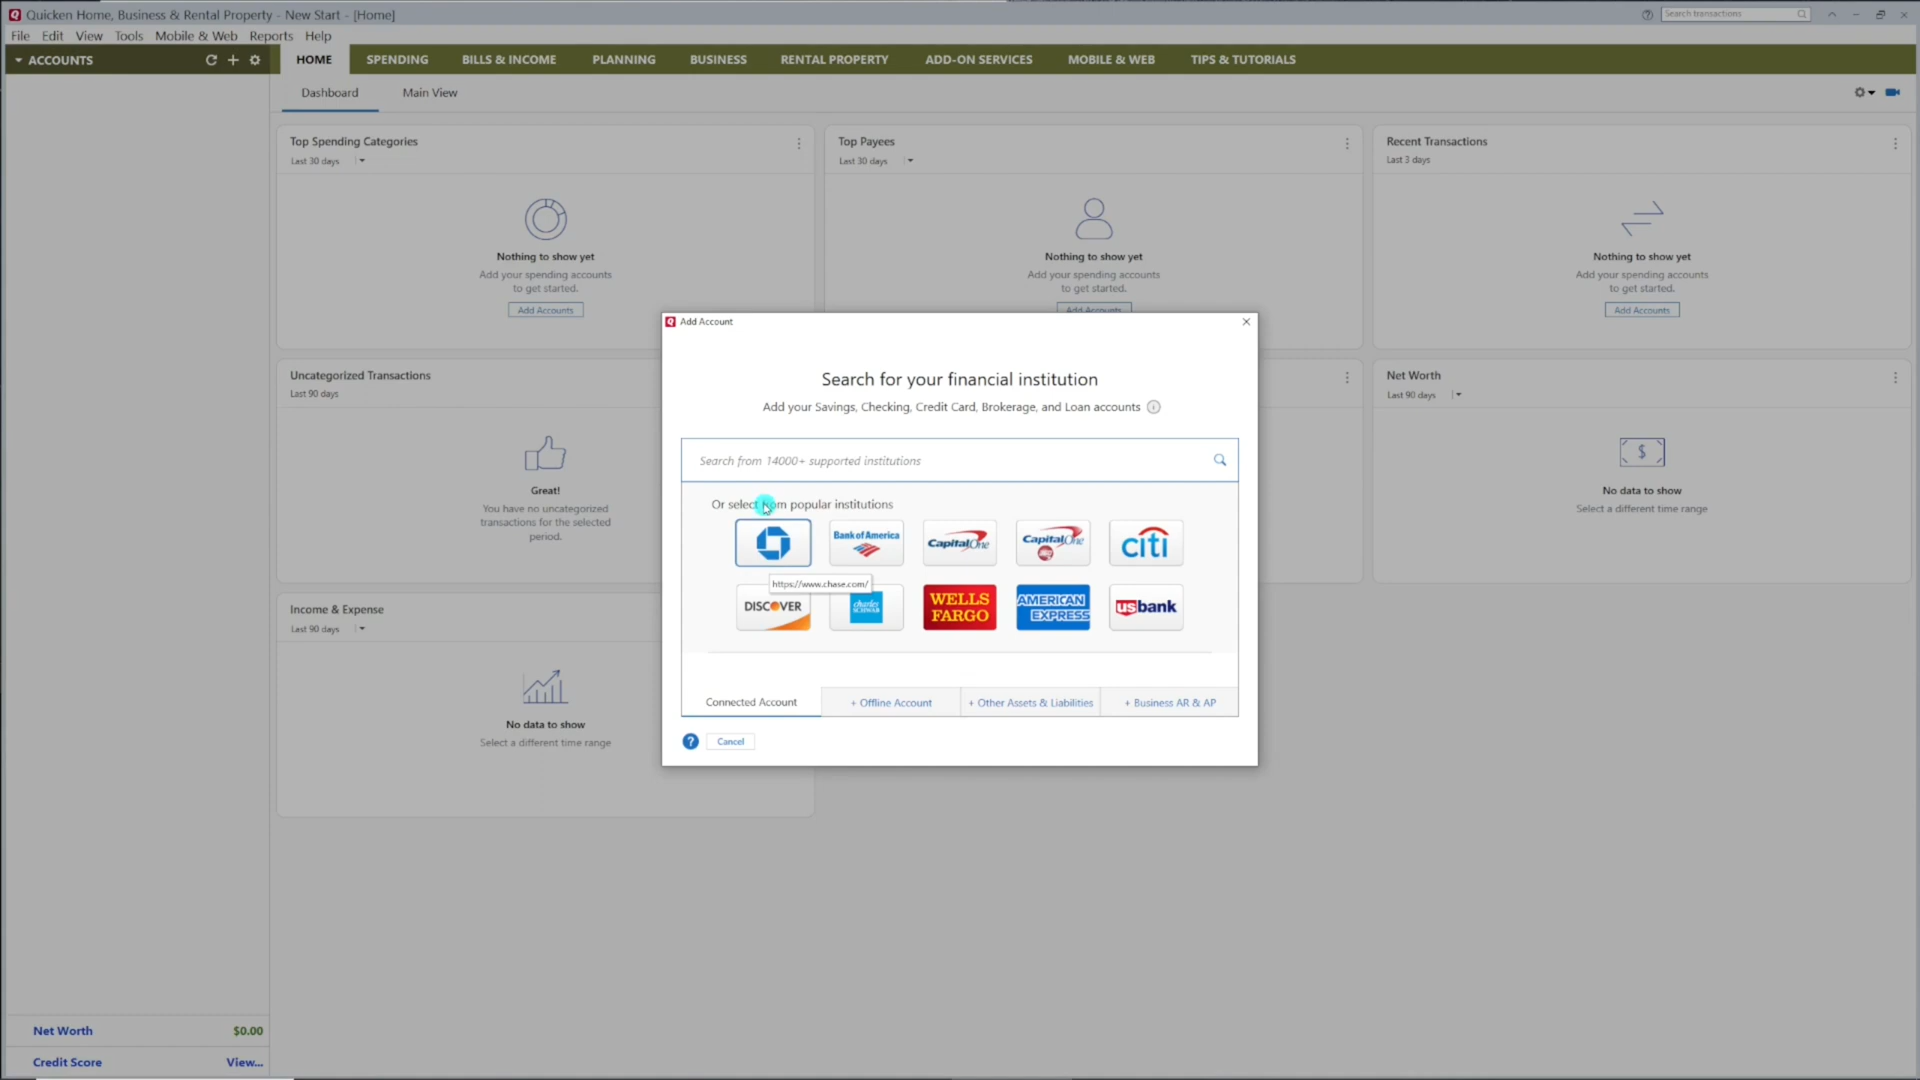 Quicken Home, Business & Rental Property - New Start - [Home]
Search transactions
File Edit View Tools Mobile & Web Reports Help
ACCOUNTS
HOME SPENDING BILLS & INCOME PLANNING BUSINESS RENTAL PROPERTY ADD-ON SERVICES MOBILE & WEB TIPS & TUTORIALS
Dashboard Main View
Top Spending Categories
Last 30 days
Nothing to show yet
Add your spending accounts
to get started.
Add Accounts
Top Payees
Last 30 days
Nothing to show yet
Add your spending accounts
to get started.
Add Accounts
Recent Transactions
Last 3 days
Nothing to show yet
Add your spending accounts
to get started.
Add Accounts
Uncategorized Transactions
Last 90 days
Great!
You have no uncategorized
transactions for the selected
period.
Net Worth
Last 90 days
$
No data to show
Select a different time range
Income & Expense
Last 90 days
No data to show
Select a different time range
Add Account
Search for your financial institution
Add your Savings, Checking, Credit Card, Brokerage, and Loan accounts
Search from 14000+ supported institutions
Or select from popular institutions
Bank of America
Capital One
Capital One
citi
https://www.chase.com/
DISCOVER
charles
SCHWAB
WELLS
FARGO
AMERICAN
EXPRESS
usbank
Connected Account
+ Offline Account
+ Other Assets & Liabilities
+ Business AR & AP
?
Cancel
Net Worth $0.00
Credit Score View...